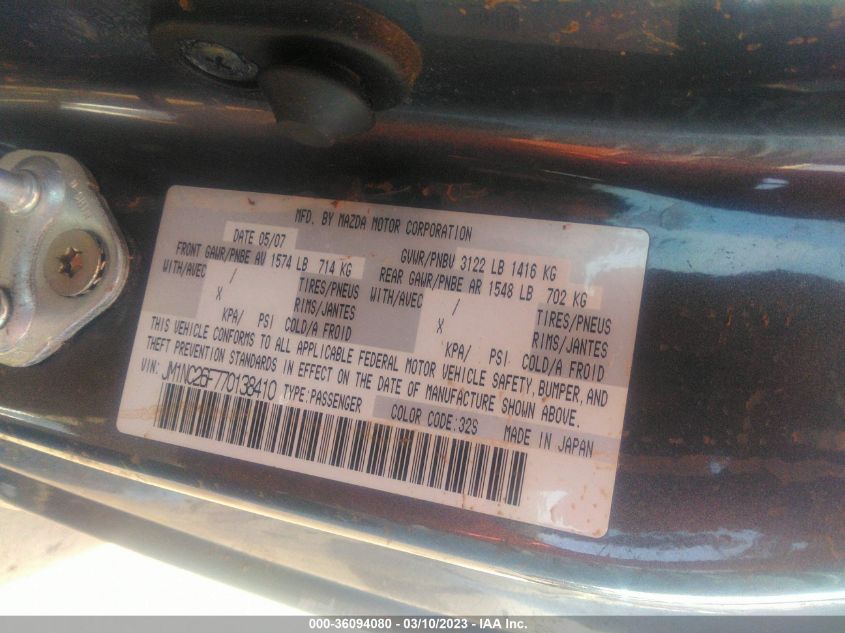 MFD. BY MAZDA MOTOR CORPORATION
DATE 05/07 GVWR/PNBV 3122 LB 1416 KG
FRONT GAWR/PNBE AV 1574 LB 714 KG REAR GAWR/PNBE AR 1548 LB 702 KG
WITH/AVEC / TIRES/PNEUS WITH/AVEC / TIRES/PNEUS
X RIMS/JANTES X RIMS/JANTES
KPA/ PSI COLD/A FROID KPA/ PSI COLD/A FROID
THIS VEHICLE CONFORMS TO ALL APPLICABLE FEDERAL MOTOR VEHICLE SAFETY, BUMPER, AND
THEFT PREVENTION STANDARDS IN EFFECT ON THE DATE OF MANUFACTURE SHOWN ABOVE.
VIN: JM1NC26F770138410 TYPE:PASSENGER
COLOR CODE:32S MADE IN JAPAN
000-36094080 - 03/10/2023 - IAA Inc.